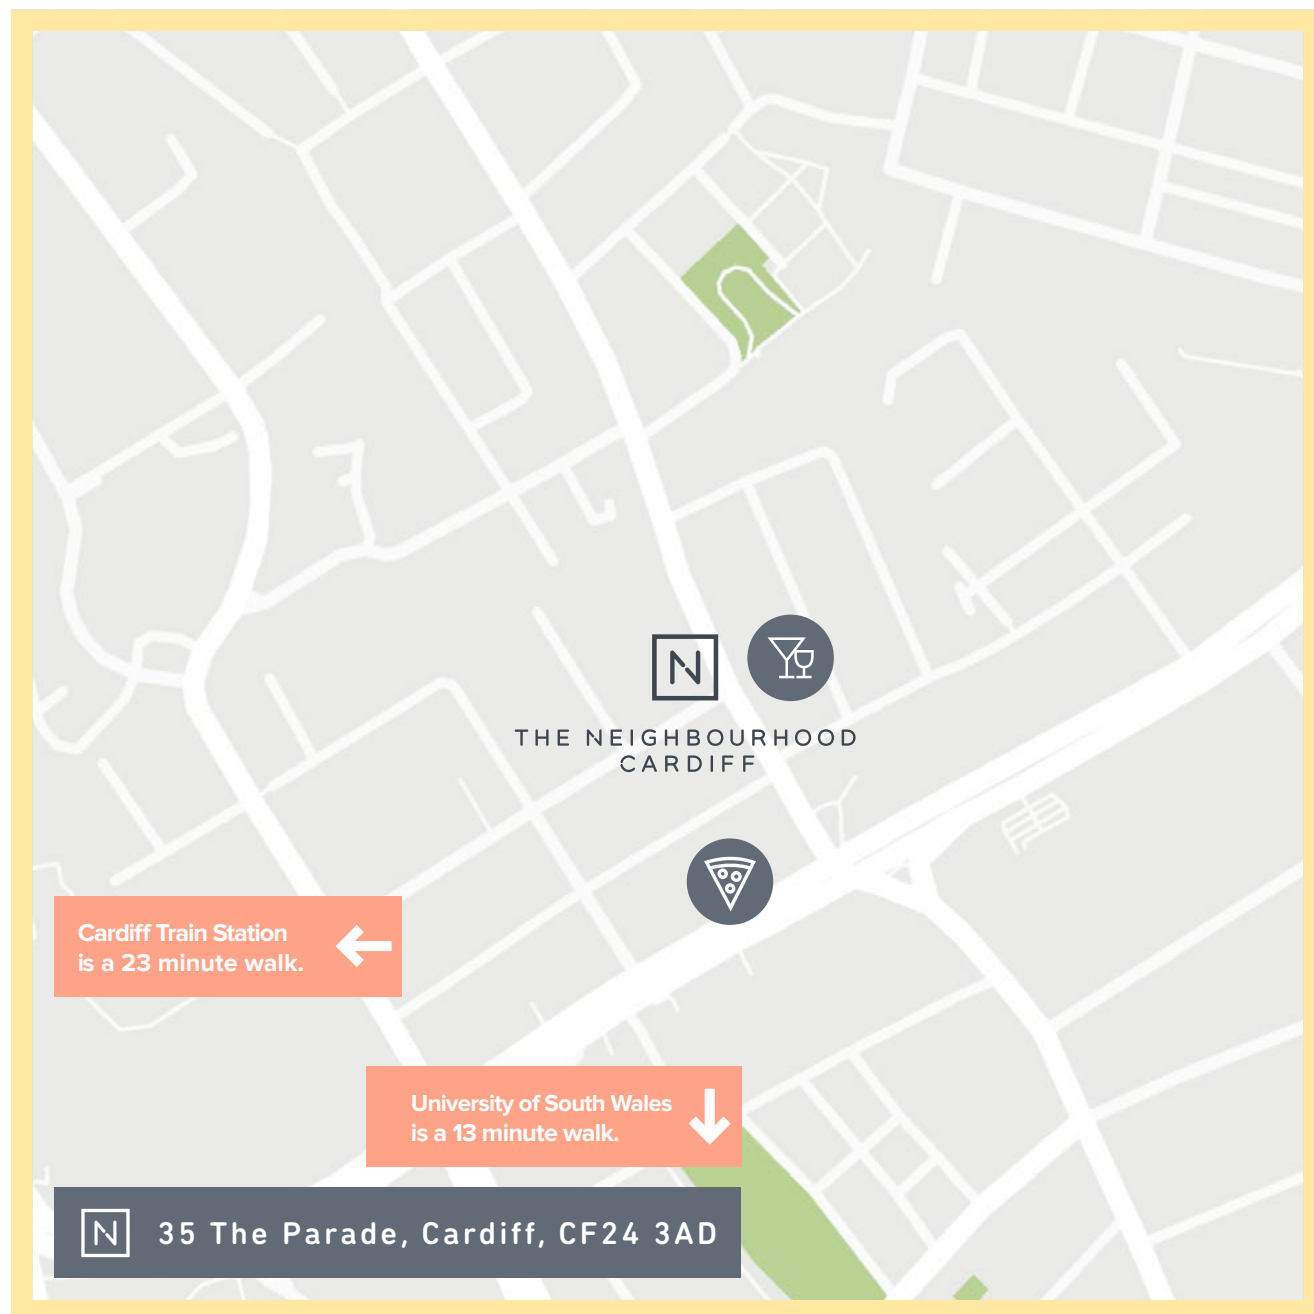 N
THE NEIGHBOURHOOD
CARDIFF
Cardiff Train Station
is a 23 minute walk.
University of South Wales
is a 13 minute walk.
N 35 The Parade, Cardiff, CF24 3AD